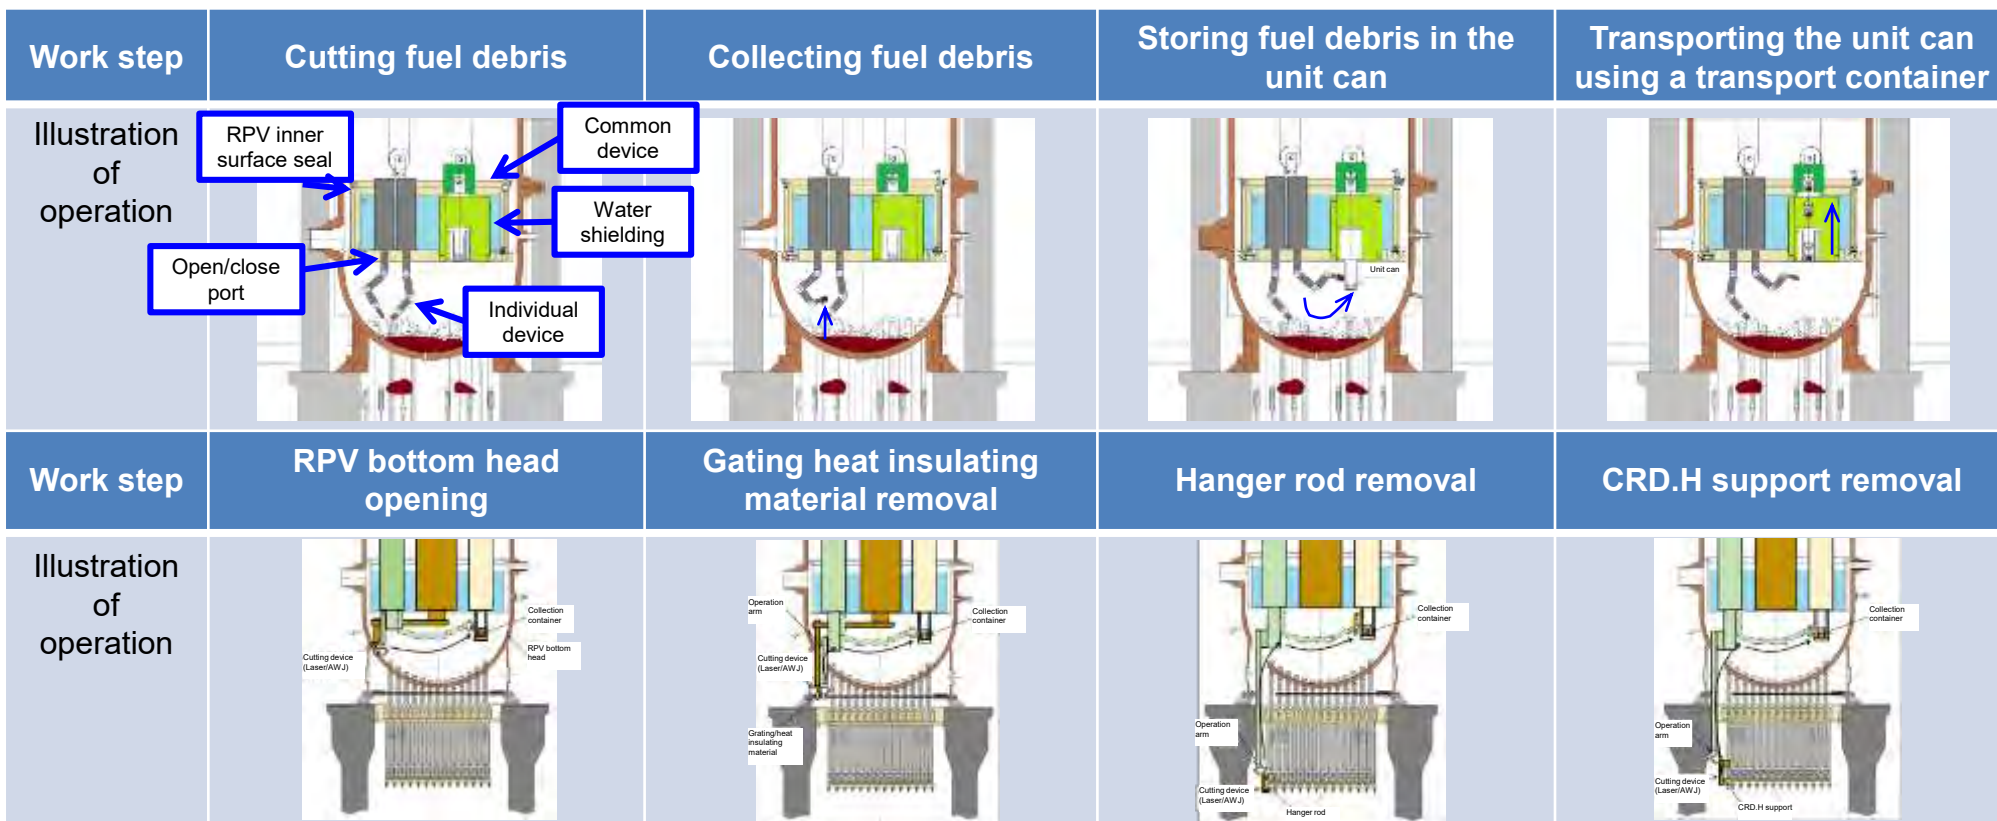 Work step
Cutting fuel debris
Collecting fuel debris
Storing fuel debris in the
unit can
Transporting the unit can
using a transport container
Illustration
of
operation
RPV inner
surface seal
Common
device
Water
shielding
Open/close
port
Individual
device
Unit can
Work step
RPV bottom head
opening
Gating heat insulating
material removal
Hanger rod removal
CRD.H support removal
Illustration
of
operation
Collection
container
RPV bottom
head
Cutting device
(Laser/AWJ)
Operation
arm
Collection
container
Cutting device
(Laser/AWJ)
Grating/heat
insulating
material
Collection
container
Operation
arm
Cutting device
(Laser/AWJ)
Hanger rod
Collection
container
Operation
arm
Cutting device
(Laser/AWJ)
CRD.H support